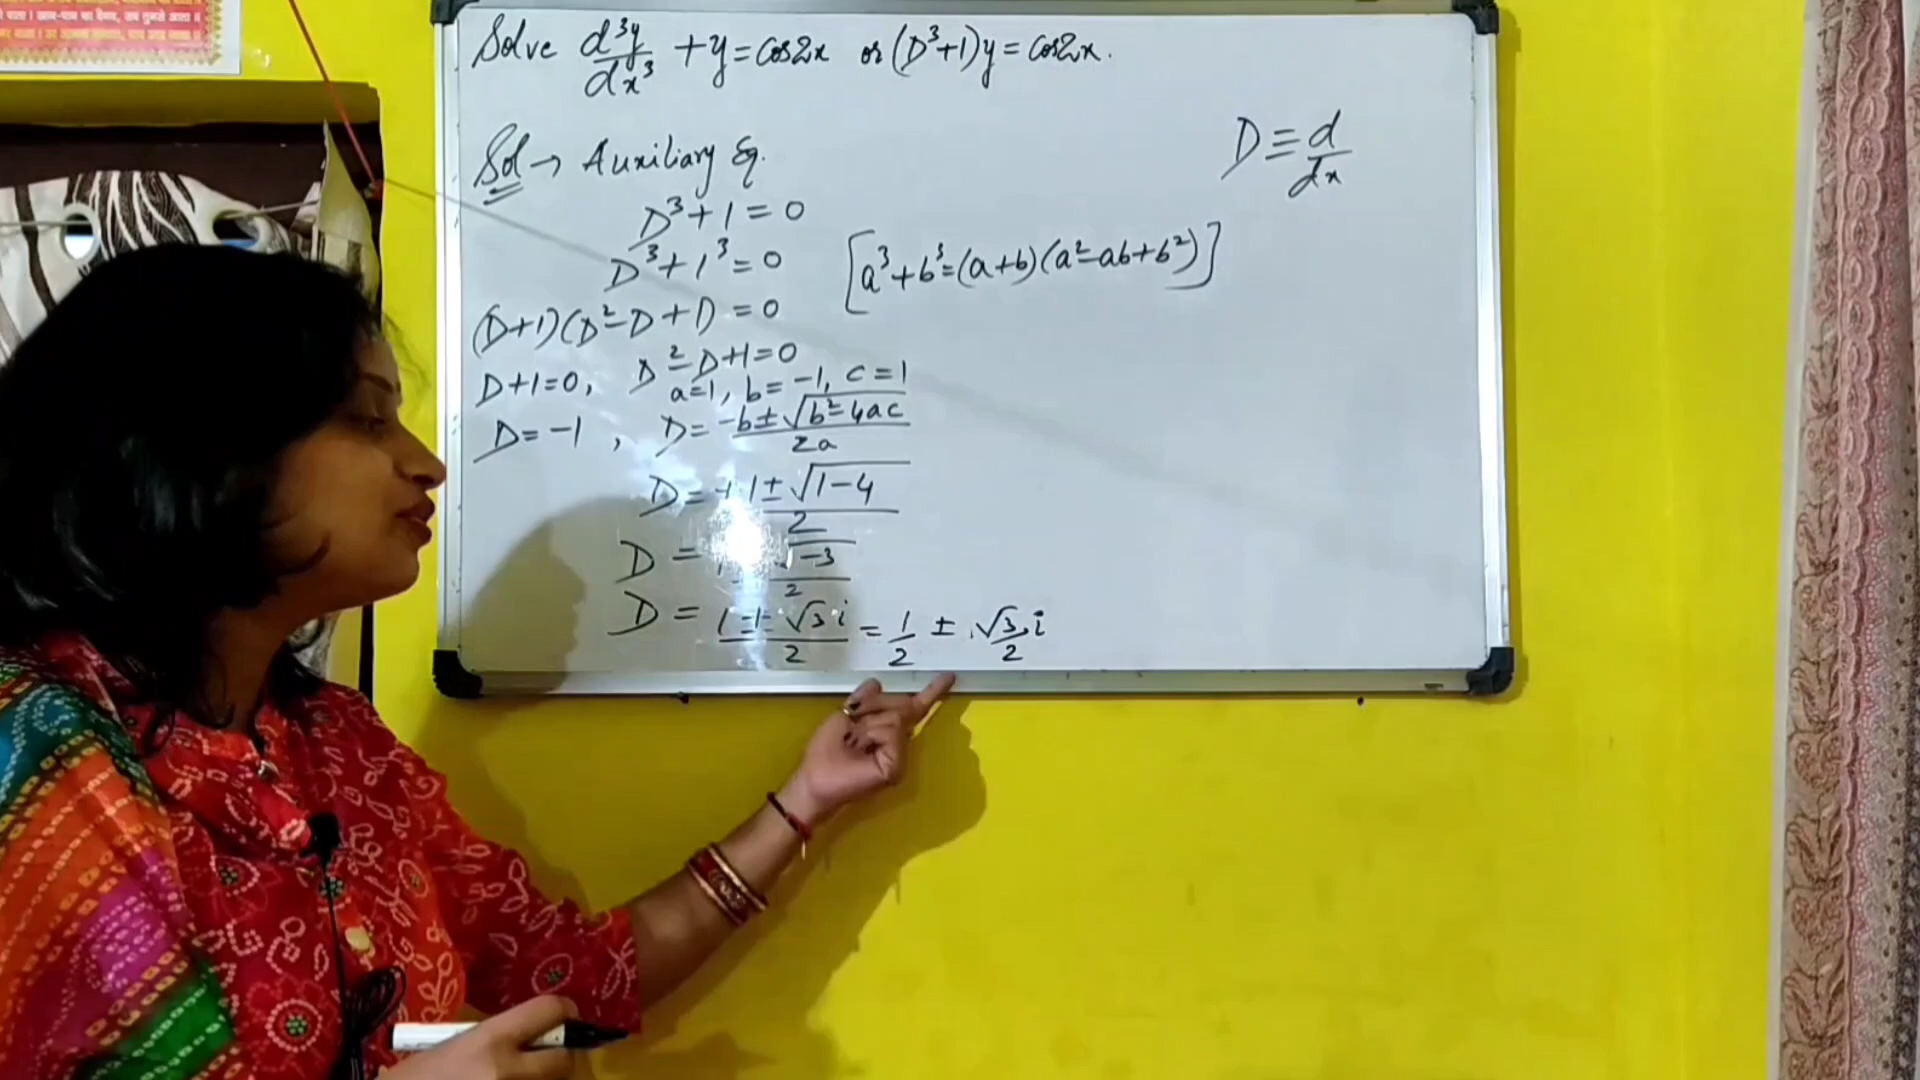 Solve d³y/dx³ + y = cos2x or (D³+1)y = cos2x.
D ≡ d/dx
Sol → Auxiliary Eq.
D³ + 1 = 0
D³ + 1³ = 0 [a³+b³=(a+b)(a²-ab+b²)]
(D+1)(D²-D+1) = 0
D+1=0, D²-D+1=0
a=1, b=-1, c=1
D=-1, D= -b±√b²-4ac/2a
D= +1±√1-4/2
D = √-3/2
D = 1±√3i/2 = 1/2 ± √3/2 i